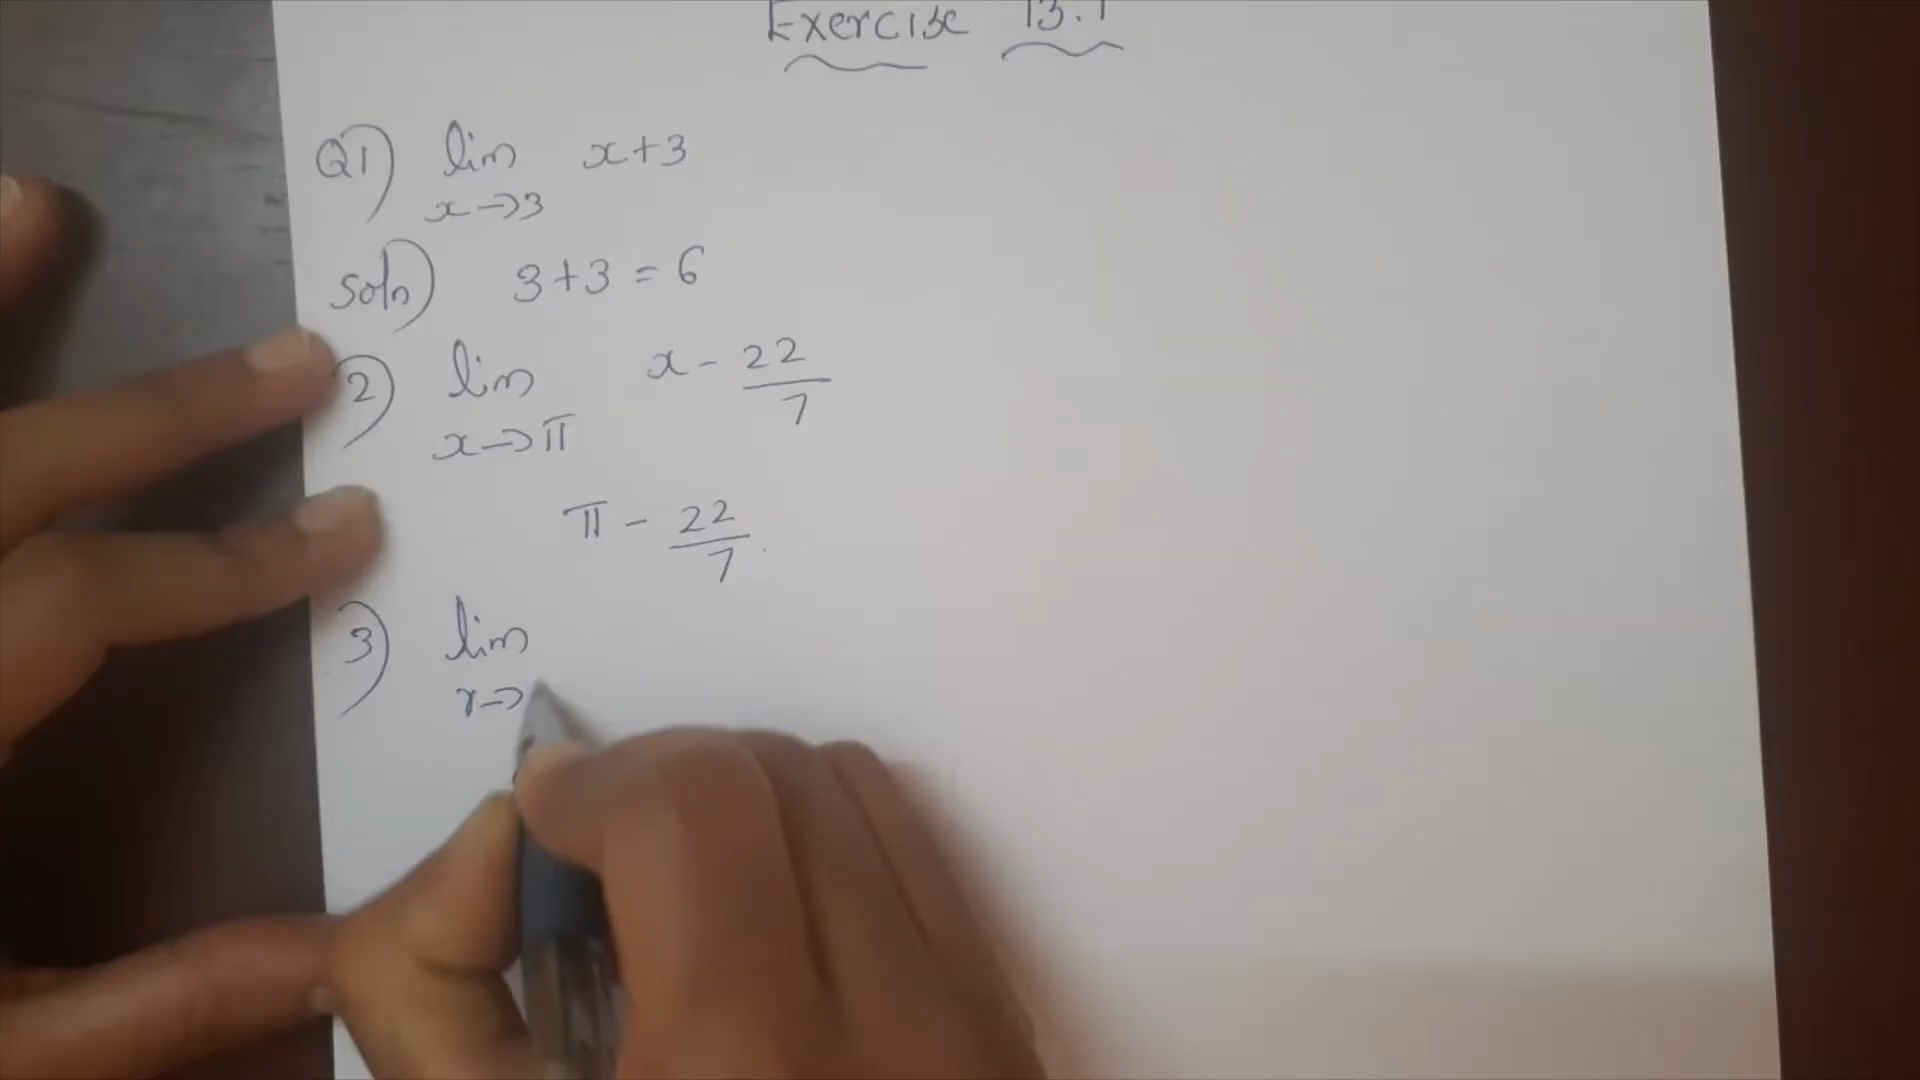 Exercise 13.1
Q1) lim x+3
x→3
Soln) 3+3 = 6
2) lim x - 22/7
x→π
π - 22/7.
3) lim
r→